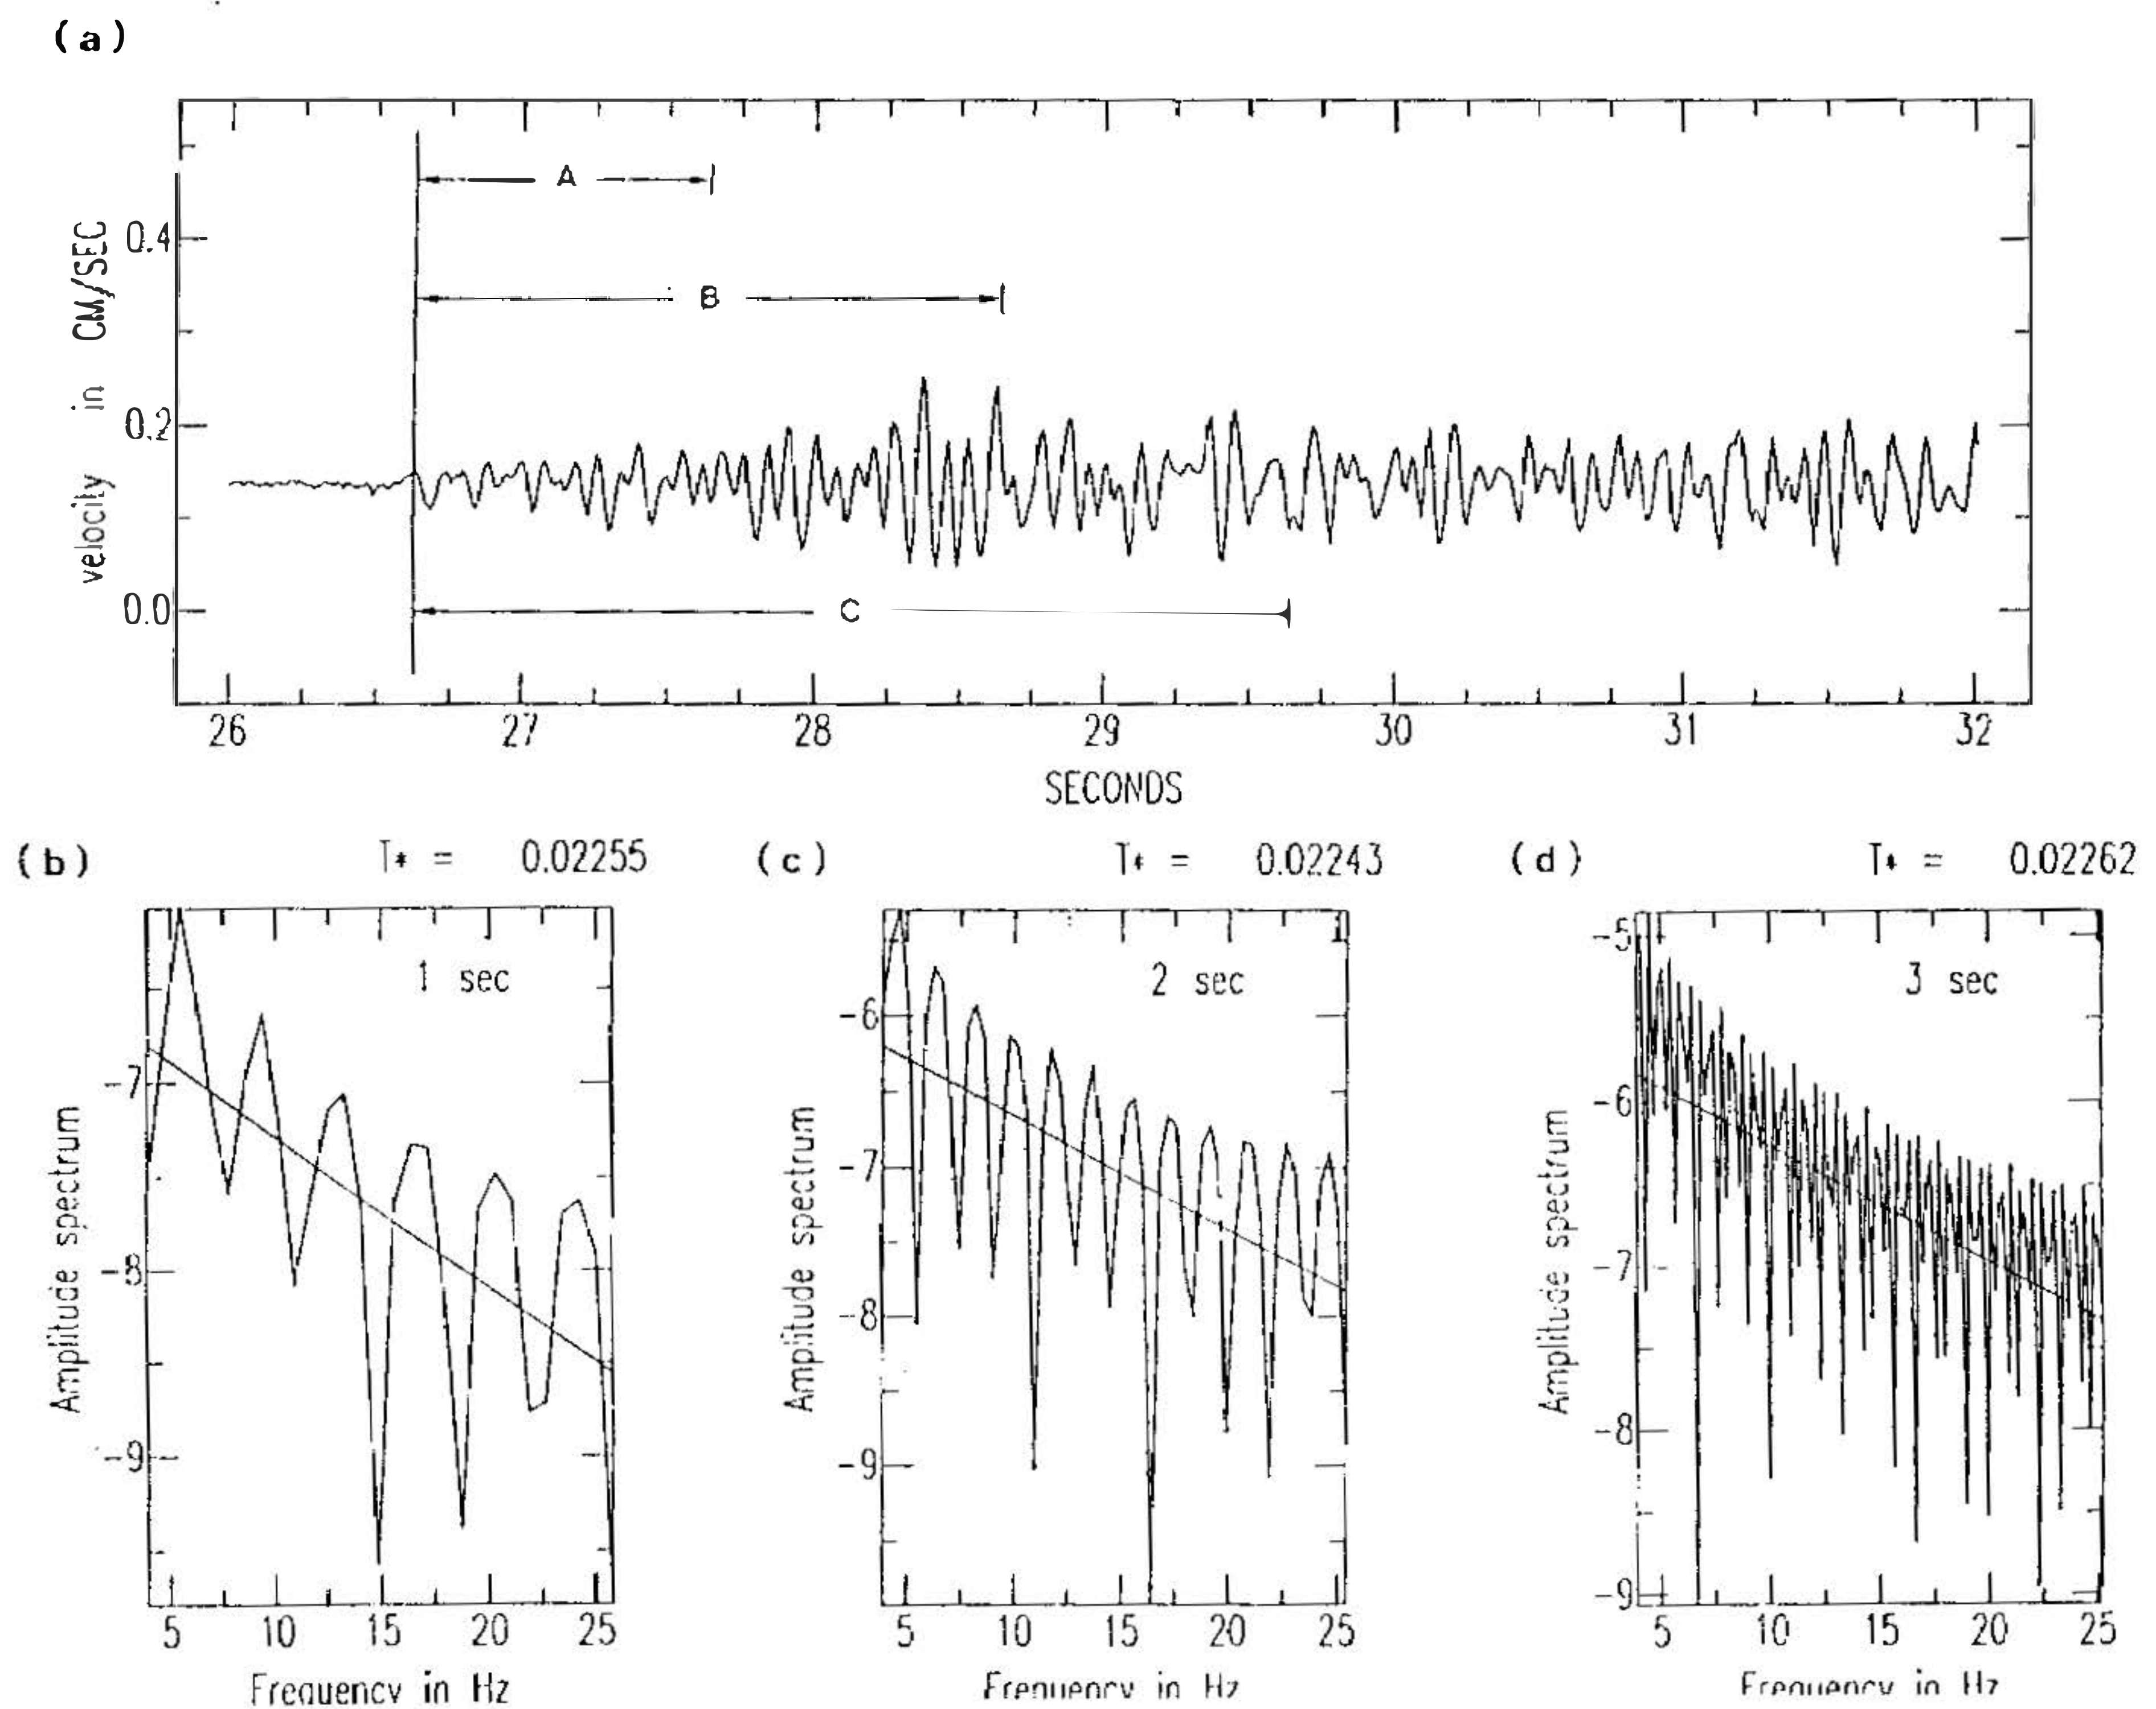 (a)
velocity in CM/SEC
0.4
0.2
0.0
A
B
C
26 27 28 29 30 31 32
SECONDS
(b) T* = 0.02255
(c) T* = 0.02243
(d) T* = 0.02262
1 sec
Amplitude spectrum
-7
-8
-9
5 10 15 20 25
Frequency in Hz
2 sec
Amplitude spectrum
-6
-7
-8
-9
5 10 15 20 25
Frequency in Hz
3 sec
Amplitude spectrum
-5
-6
-7
-8
-9
5 10 15 20 25
Frequency in Hz